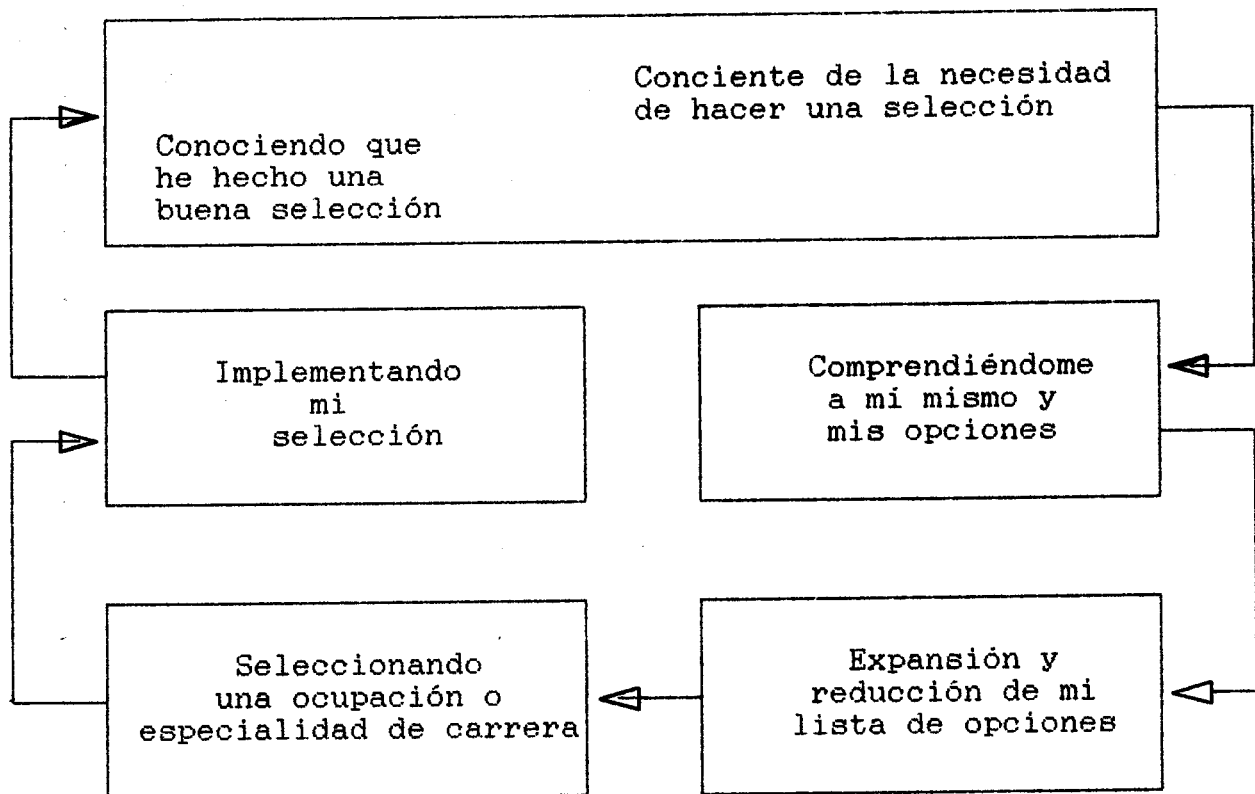 Conciente de la necesidad
de hacer una selección
Conociendo que
he hecho una
buena selección
Implementando
mi
selección
Comprendiéndome
a mi mismo y
mis opciones
Seleccionando
una ocupación o
especialidad de carrera
Expansión y
reducción de mi
lista de opciones